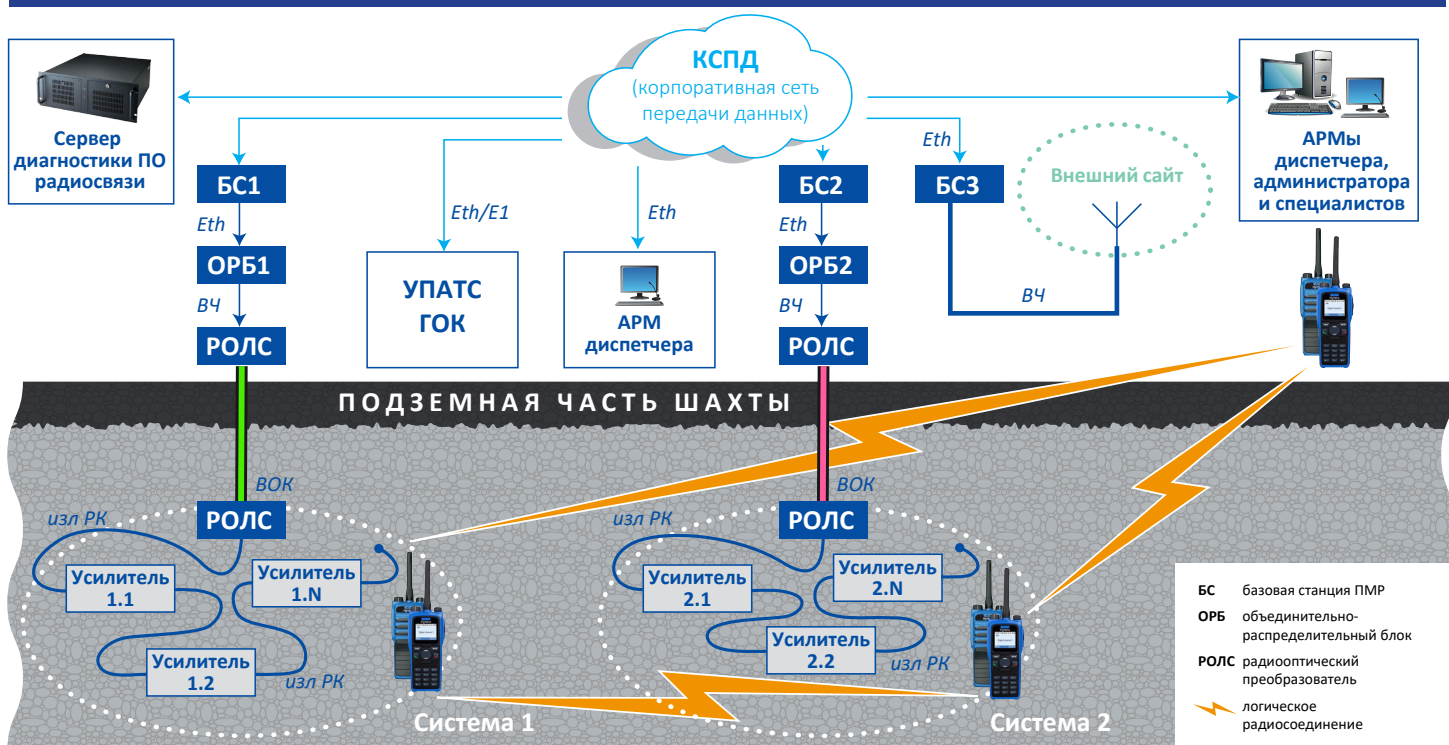 КСПД
(корпоративная сеть
передачи данных)
Сервер
диагностики ПО
радиосвязи
АРМы
диспетчера,
администратора
и специалистов
БС1
Eth
ОРБ1
ВЧ
РОЛС
Eth/E1
УПАТС
ГОК
Eth
АРМ
диспетчера
БС2
Eth
ОРБ2
ВЧ
РОЛС
Eth
БС3
Внешний сайт
ВЧ
ПОДЗЕМНАЯ ЧАСТЬ ШАХТЫ
ВОК
РОЛС
изл РК
Усилитель
1.1
Усилитель
1.N
Усилитель
1.2
изл РК
Система 1
ВОК
РОЛС
изл РК
Усилитель
2.1
Усилитель
2.N
Усилитель
2.2
изл РК
Система 2
БС базовая станция ПМР
ОРБ объединительно-
распределительный блок
РОЛС радиооптический
преобразователь
логическое
радиосоединение